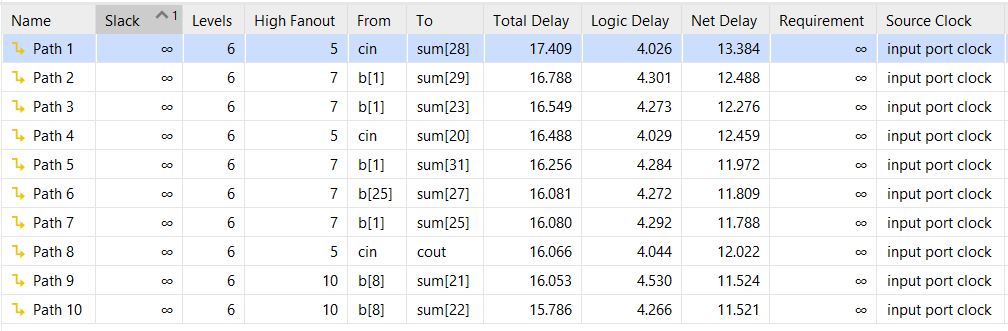 Name Slack 1 Levels High Fanout From To Total Delay Logic Delay Net Delay Requirement Source Clock
Path 1 ∞ 6 5 cin sum[28] 17.409 4.026 13.384 ∞ input port clock
Path 2 ∞ 6 7 b[1] sum[29] 16.788 4.301 12.488 ∞ input port clock
Path 3 ∞ 6 7 b[1] sum[23] 16.549 4.273 12.276 ∞ input port clock
Path 4 ∞ 6 5 cin sum[20] 16.488 4.029 12.459 ∞ input port clock
Path 5 ∞ 6 7 b[1] sum[31] 16.256 4.284 11.972 ∞ input port clock
Path 6 ∞ 6 7 b[25] sum[27] 16.081 4.272 11.809 ∞ input port clock
Path 7 ∞ 6 7 b[1] sum[25] 16.080 4.292 11.788 ∞ input port clock
Path 8 ∞ 6 5 cin cout 16.066 4.044 12.022 ∞ input port clock
Path 9 ∞ 6 10 b[8] sum[21] 16.053 4.530 11.524 ∞ input port clock
Path 10 ∞ 6 10 b[8] sum[22] 15.786 4.266 11.521 ∞ input port clock